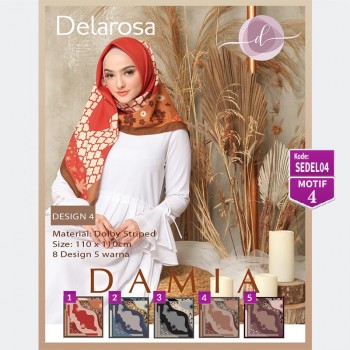 Delarosa
d
Kode:
SEDEL04
MOTIF
4
DESIGN 4
Material: Dolby Striped
Size: 110 x 110cm
8 Design 5 warna
DAMIA
1 2 3 4 5